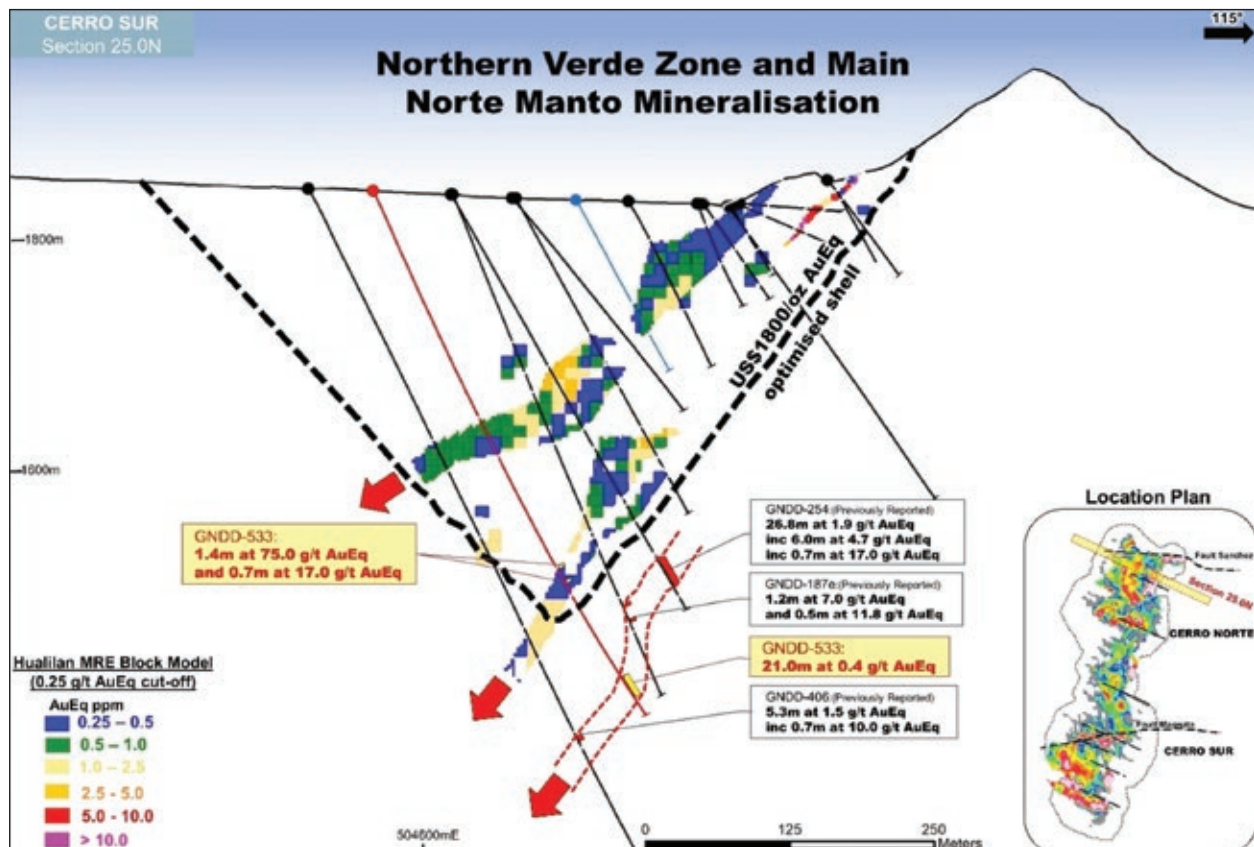 CERRO SUR
Section 25.0N
115°
Northern Verde Zone and Main
Norte Manto Mineralisation
1800m
US$1800/oz AuEq
optimised shell
1600m
GNDD-533:
1.4m at 75.0 g/t AuEq
and 0.7m at 17.0 g/t AuEq
GNDD-254:(Previously Reported)
26.8m at 1.9 g/t AuEq
inc 6.0m at 4.7 g/t AuEq
inc 0.7m at 17.0 g/t AuEq
GNDD-187e:(Previously Reported)
1.2m at 7.0 g/t AuEq
and 0.5m at 11.8 g/t AuEq
GNDD-533:
21.0m at 0.4 g/t AuEq
GNDD-406:(Previously Reported)
5.3m at 1.5 g/t AuEq
inc 0.7m at 10.0 g/t AuEq
Location Plan
Fault Sanchez
Section 25.0N
CERRO NORTE
Fault Magnata
CERRO SUR
Hualilan MRE Block Model
(0.25 g/t AuEq cut-off)
AuEq ppm
0.25 – 0.5
0.5 – 1.0
1.0 – 2.5
2.5 - 5.0
5.0 - 10.0
> 10.0
504600mE
0 125 250
Meters